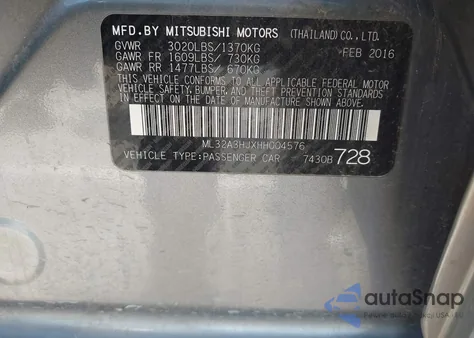 MFD.BY MITSUBISHI MOTORS (THAILAND) CO., LTD.
GVWR 3020LBS/1370KG FEB 2016
GAWR FR 1609LBS/ 730KG
GAWR RR 1477LBS/ 670KG
THIS VEHICLE CONFORMS TO ALL APPLICABLE FEDERAL MOTOR
VEHICLE SAFETY, BUMPER, AND THEFT PREVENTION STANDARDS
IN EFFECT ON THE DATE OF MANUFACTURE SHOWN ABOVE.
ML32A3HJXHH004576
VEHICLE TYPE:PASSENGER CAR 7430B 728
autaSnap